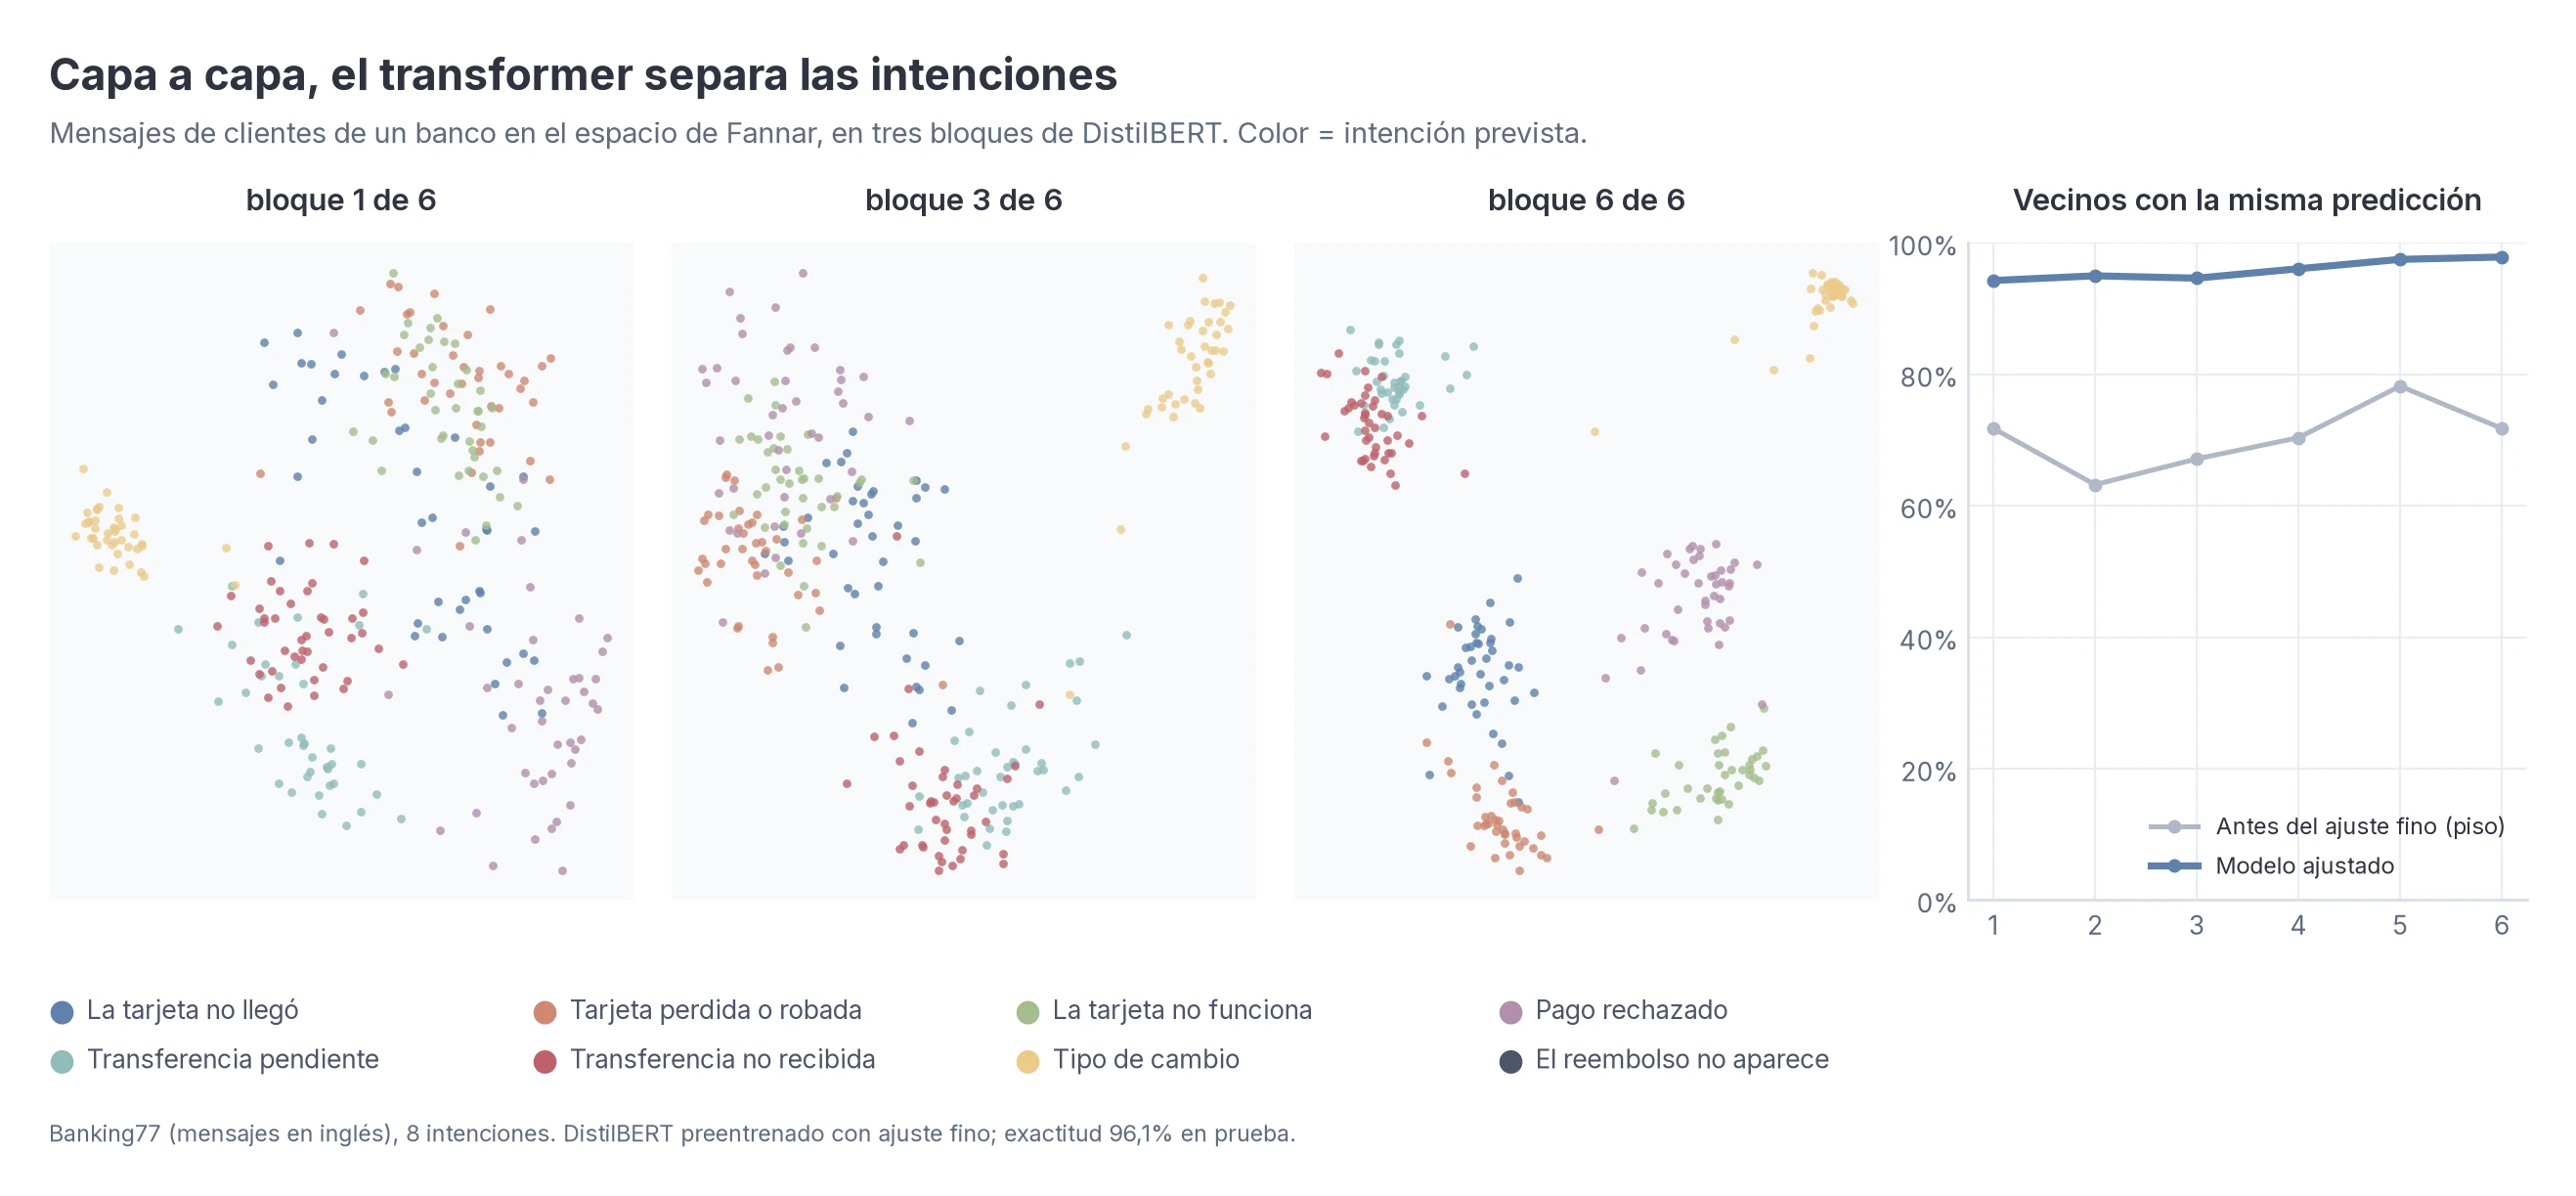 Capa a capa, el transformer separa las intenciones
Mensajes de clientes de un banco en el espacio de Fannar, en tres bloques de DistilBERT. Color = intención prevista.
bloque 1 de 6
bloque 3 de 6
bloque 6 de 6
Vecinos con la misma predicción
100%
80%
60%
40%
20%
0%
Antes del ajuste fino (piso)
Modelo ajustado
1 2 3 4 5 6
La tarjeta no llegó
Tarjeta perdida o robada
La tarjeta no funciona
Pago rechazado
Transferencia pendiente
Transferencia no recibida
Tipo de cambio
El reembolso no aparece
Banking77 (mensajes en inglés), 8 intenciones. DistilBERT preentrenado con ajuste fino; exactitud 96,1% en prueba.